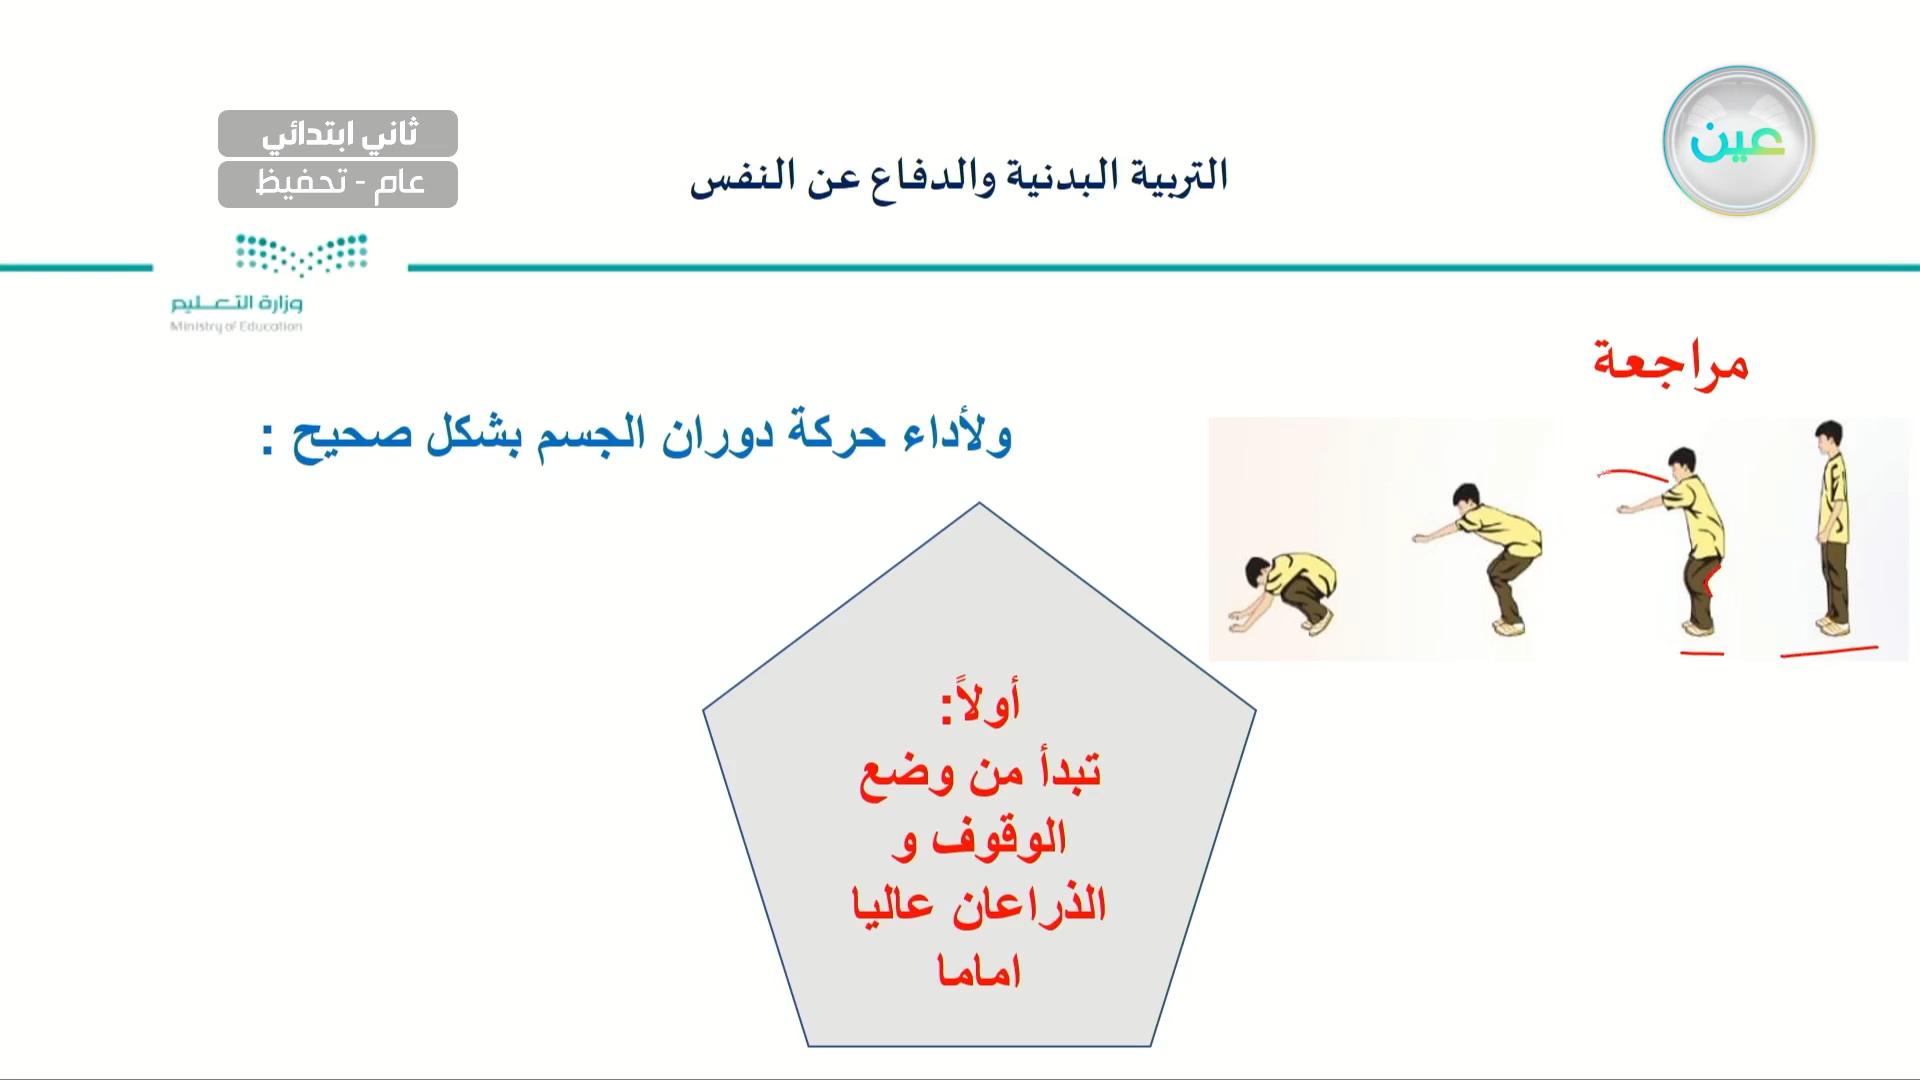 عين
ثاني ابتدائي
عام - تحفيظ
التربية البدنية والدفاع عن النفس
وزارة التعليم
Ministry of Education
مراجعة
ولأداء حركة دوران الجسم بشكل صحيح :
أولاً:
تبدأ من وضع
الوقوف و
الذراعان عاليا
اماما